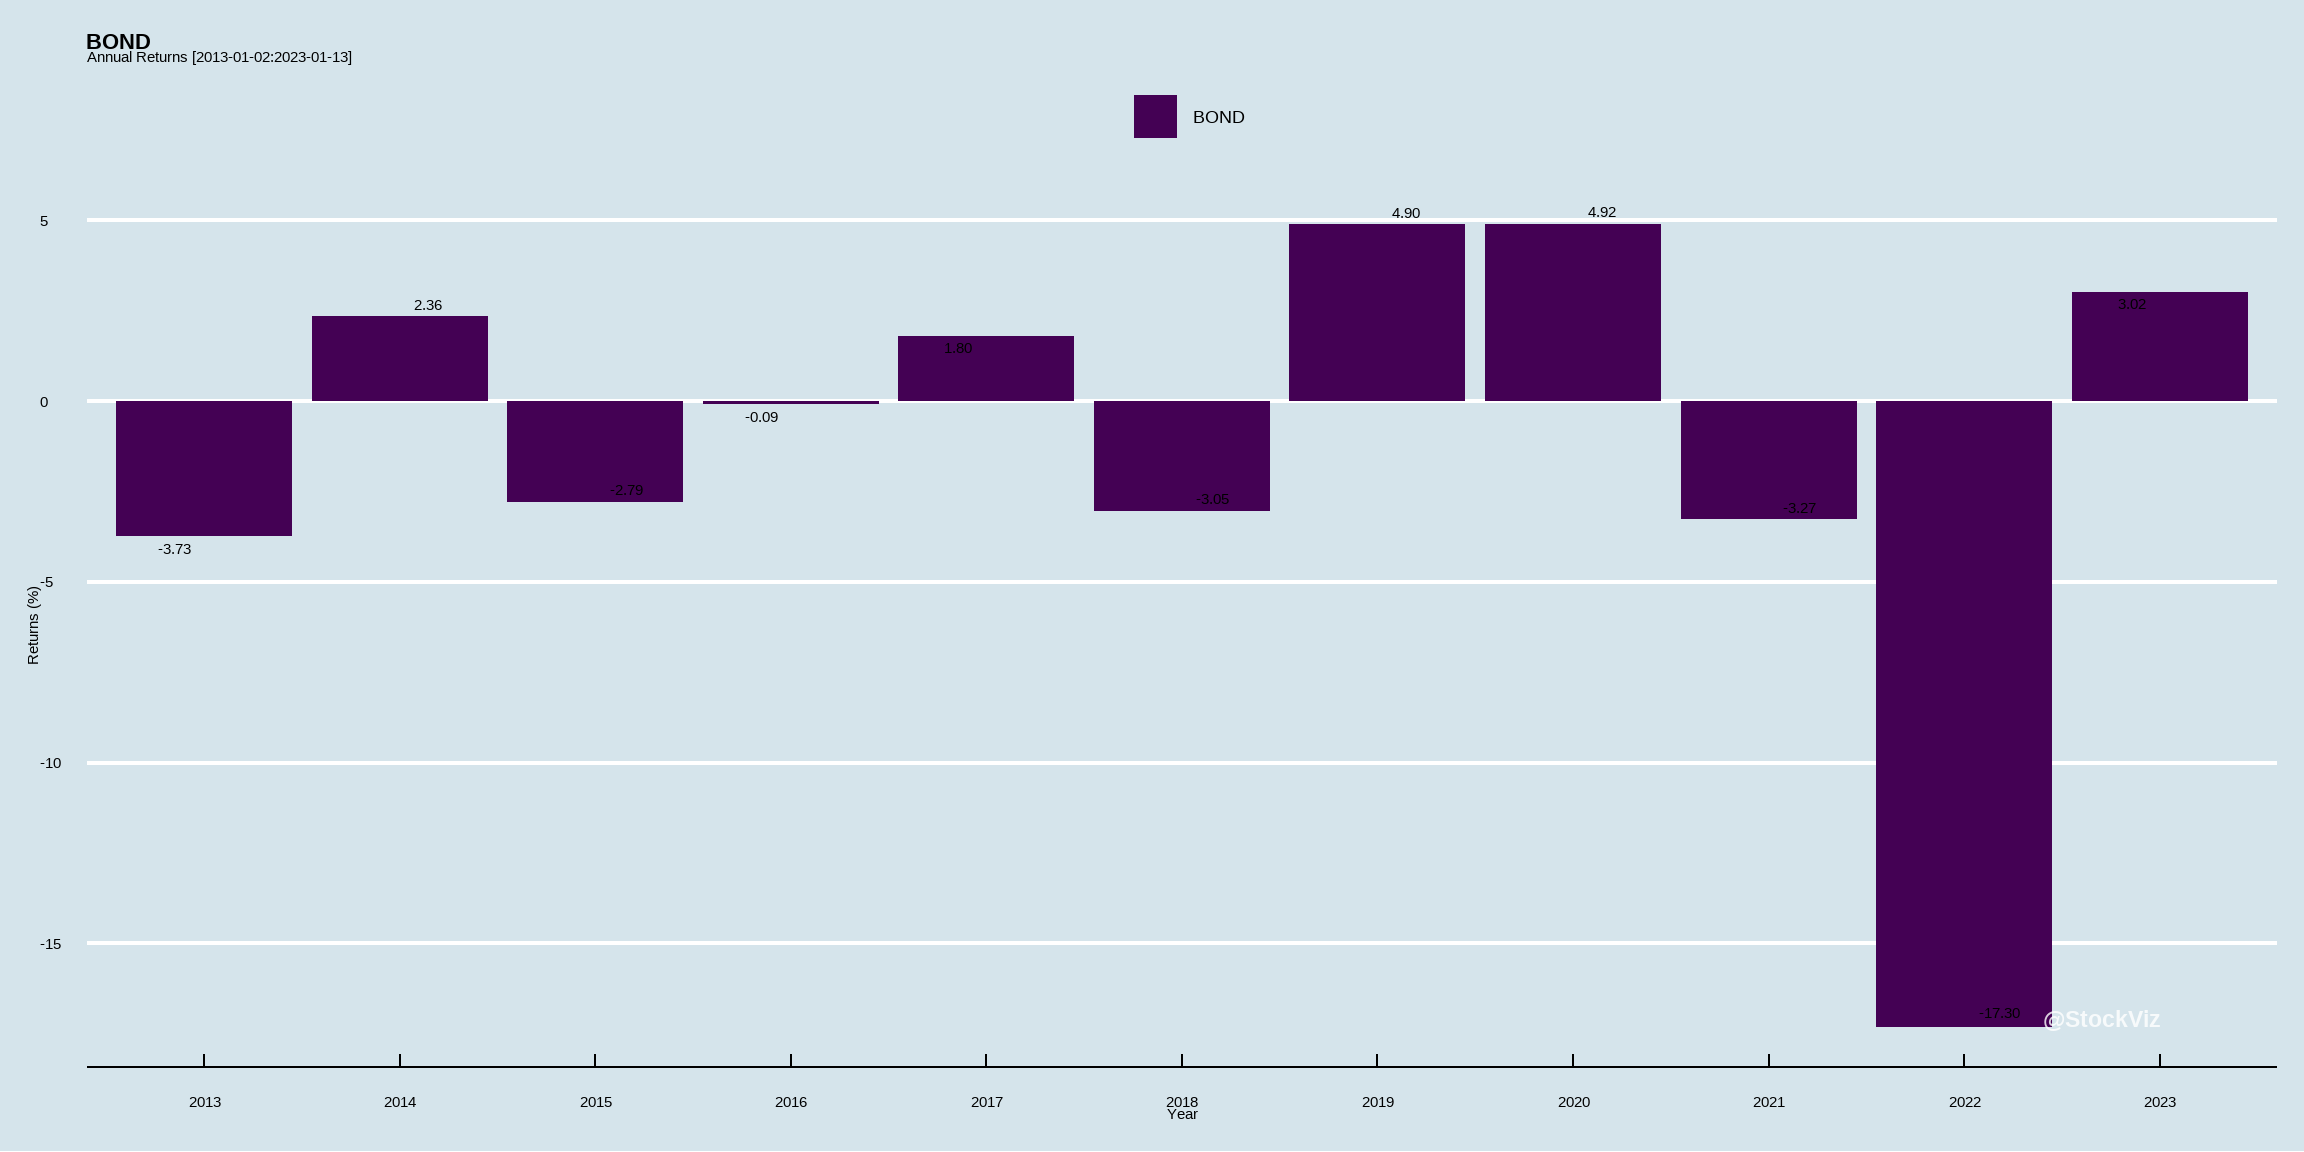 BOND
Annual Returns [2013-01-02:2023-01-13]
BOND
5
0
-5
-10
-15
Returns (%)
-3.73
2.36
-2.79
-0.09
1.80
-3.05
4.90
4.92
-3.27
-17.30
3.02
@StockViz
2013 2014 2015 2016 2017 2018 2019 2020 2021 2022 2023
Year